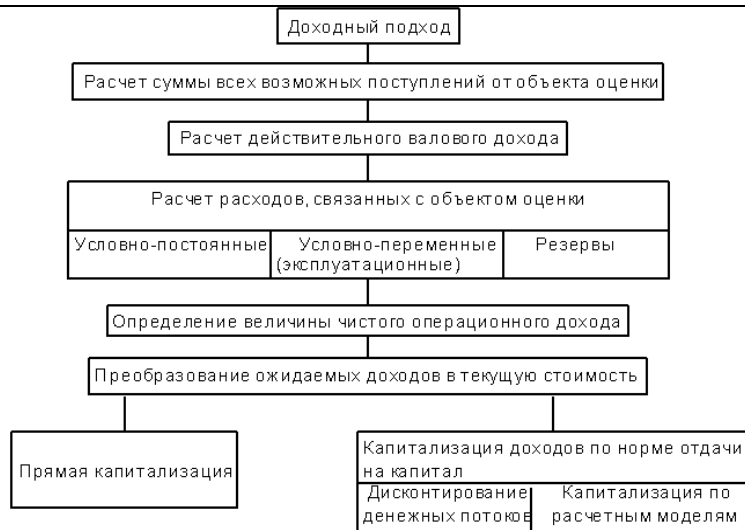 Доходный подход
Расчет суммы всех возможных поступлений от объекта оценки
Расчет действительного валового дохода
Расчет расходов, связанных с объектом оценки
Условно-постоянные
Условно-переменные
(эксплуатационные)
Резервы
Определение величины чистого операционного дохода
Преобразование ожидаемых доходов в текущую стоимость
Прямая капитализация
Капитализация доходов по норме отдачи
на капитал
Дисконтирование
денежных потоков
Капитализация по
расчетным моделям